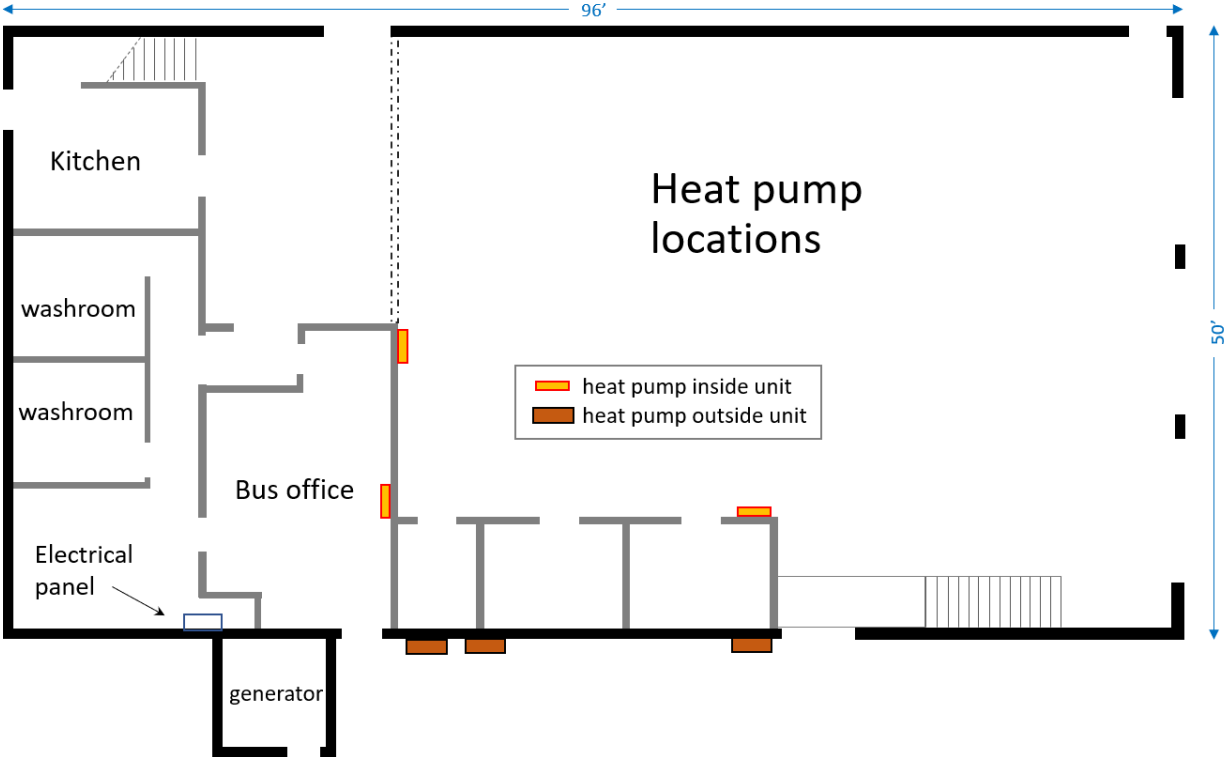 96’
Kitchen
Heat pump
locations
washroom
50’
heat pump inside unit
heat pump outside unit
washroom
Bus office
Electrical
panel
generator